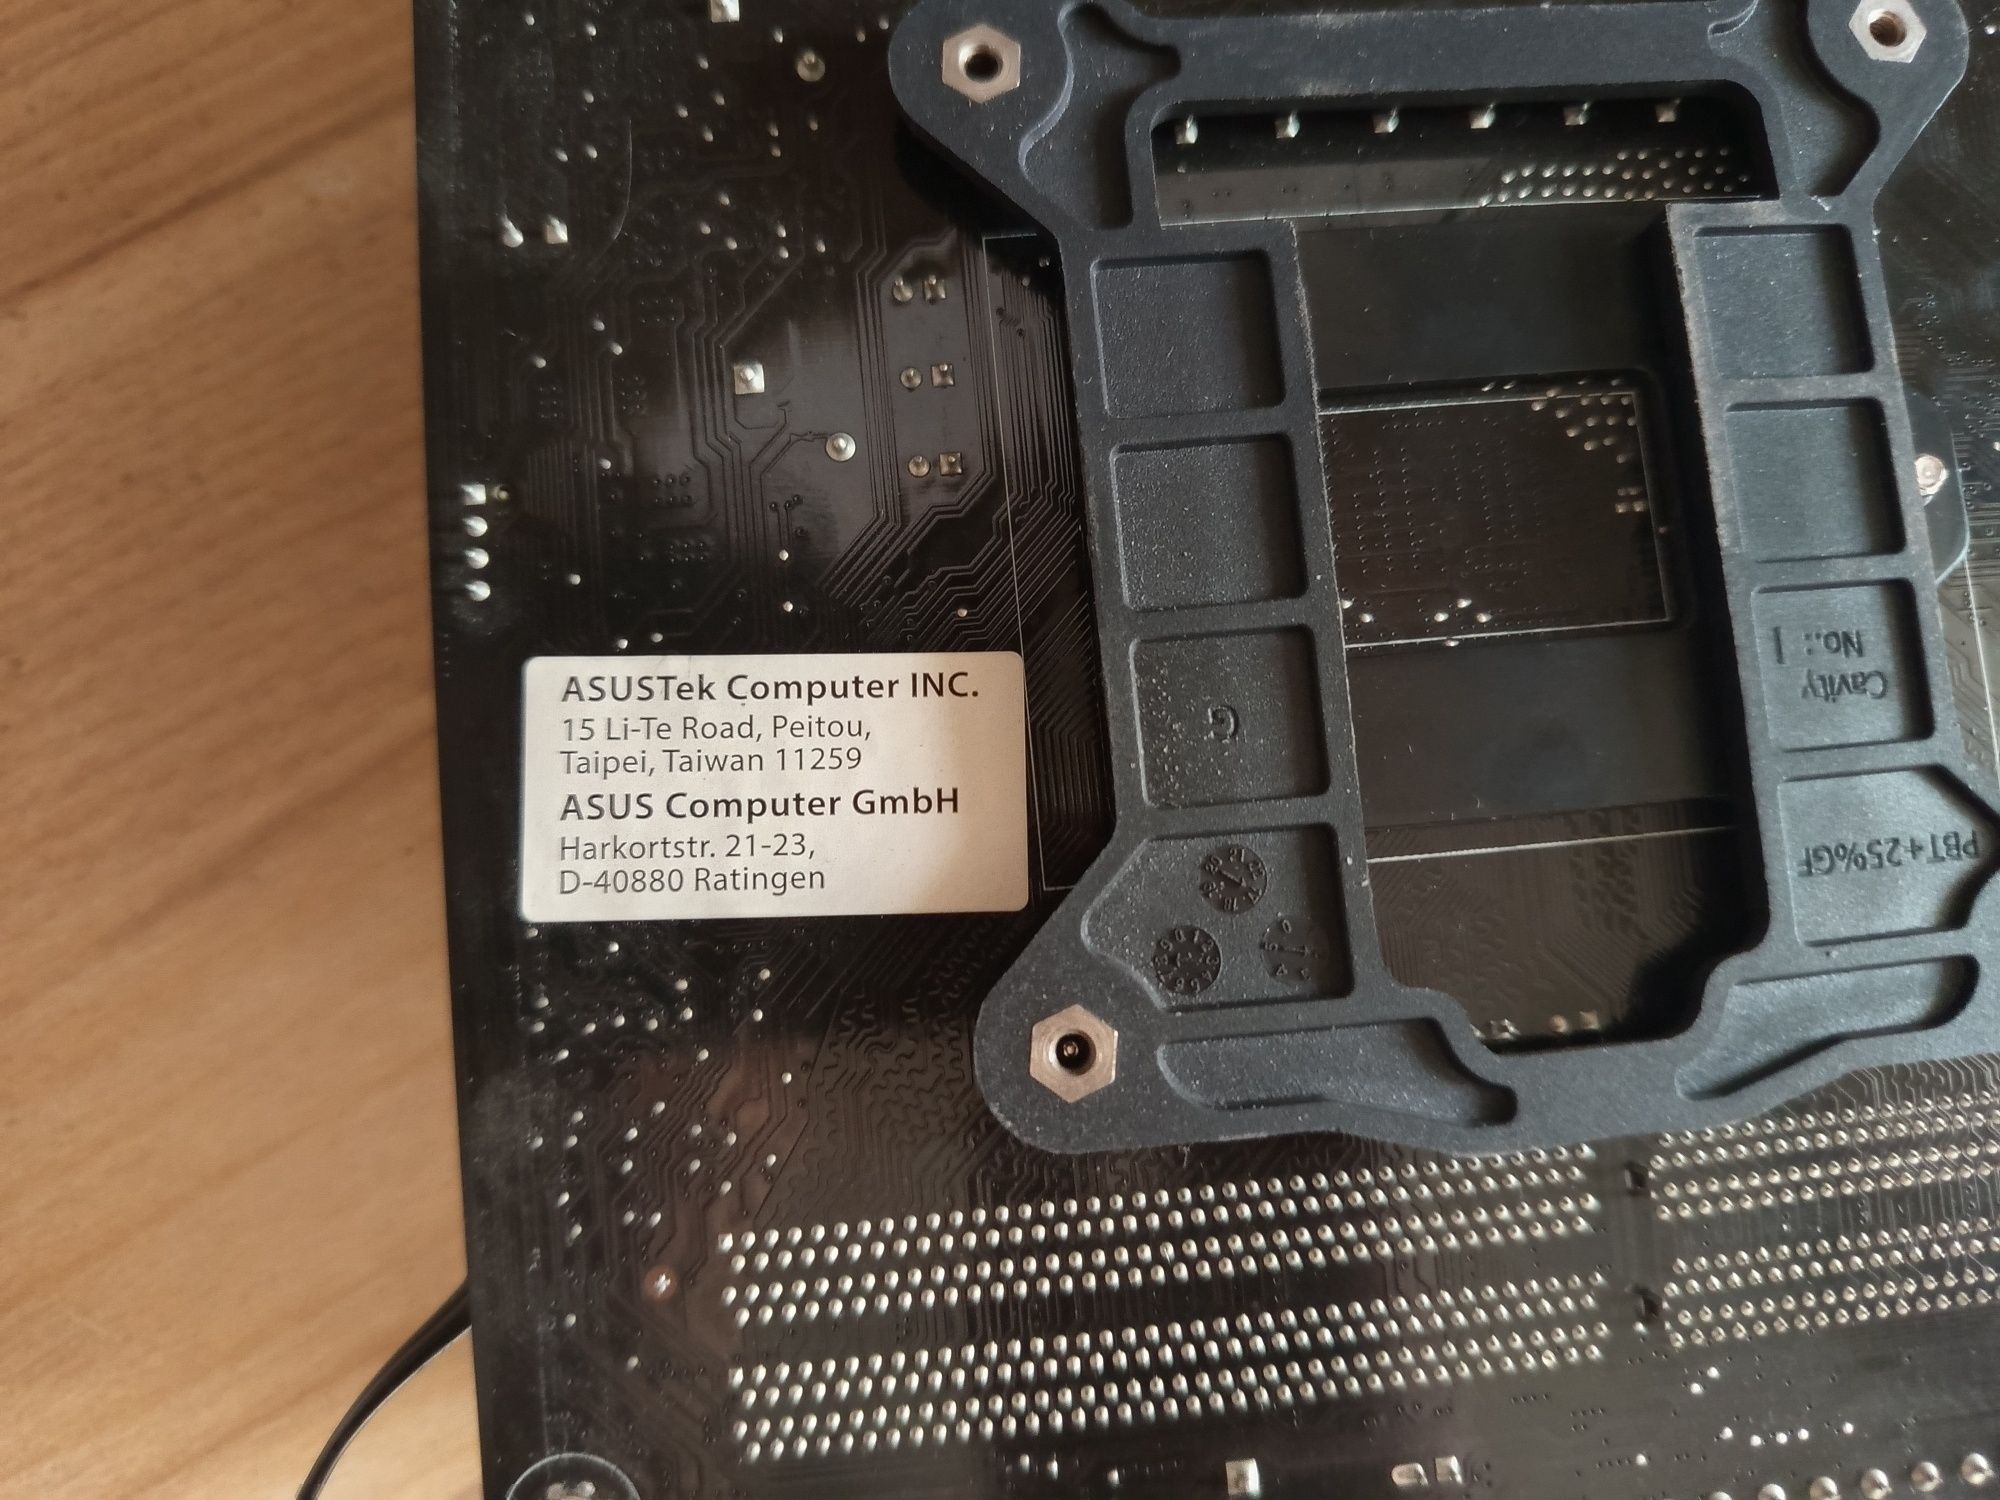 ASUSTek Computer INC.
15 Li-Te Road, Peitou,
Taipei, Taiwan 11259
ASUS Computer GmbH
Harkortstr. 21-23,
D-40880 Ratingen
G
Cavity
No.: 1
PBT+25%GF